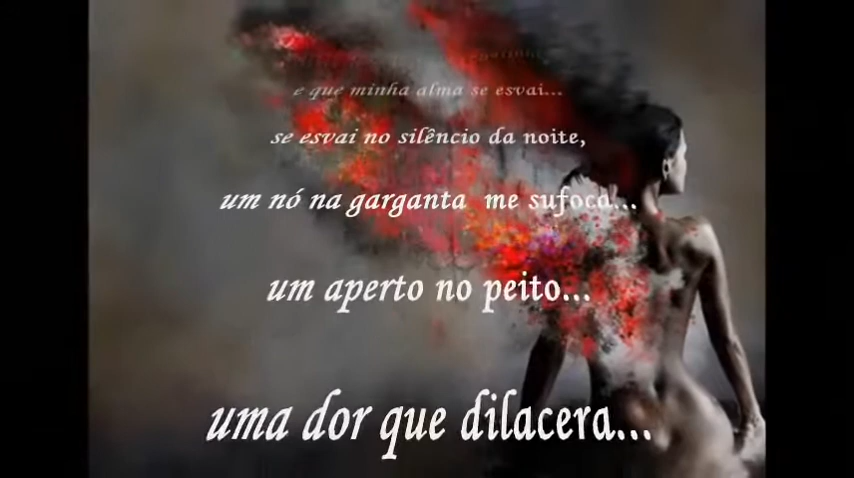 e que minha alma se esvai...
se esvai no silêncio da noite,
um nó na garganta me sufoca...
um aperto no peito...
uma dor que dilacera...